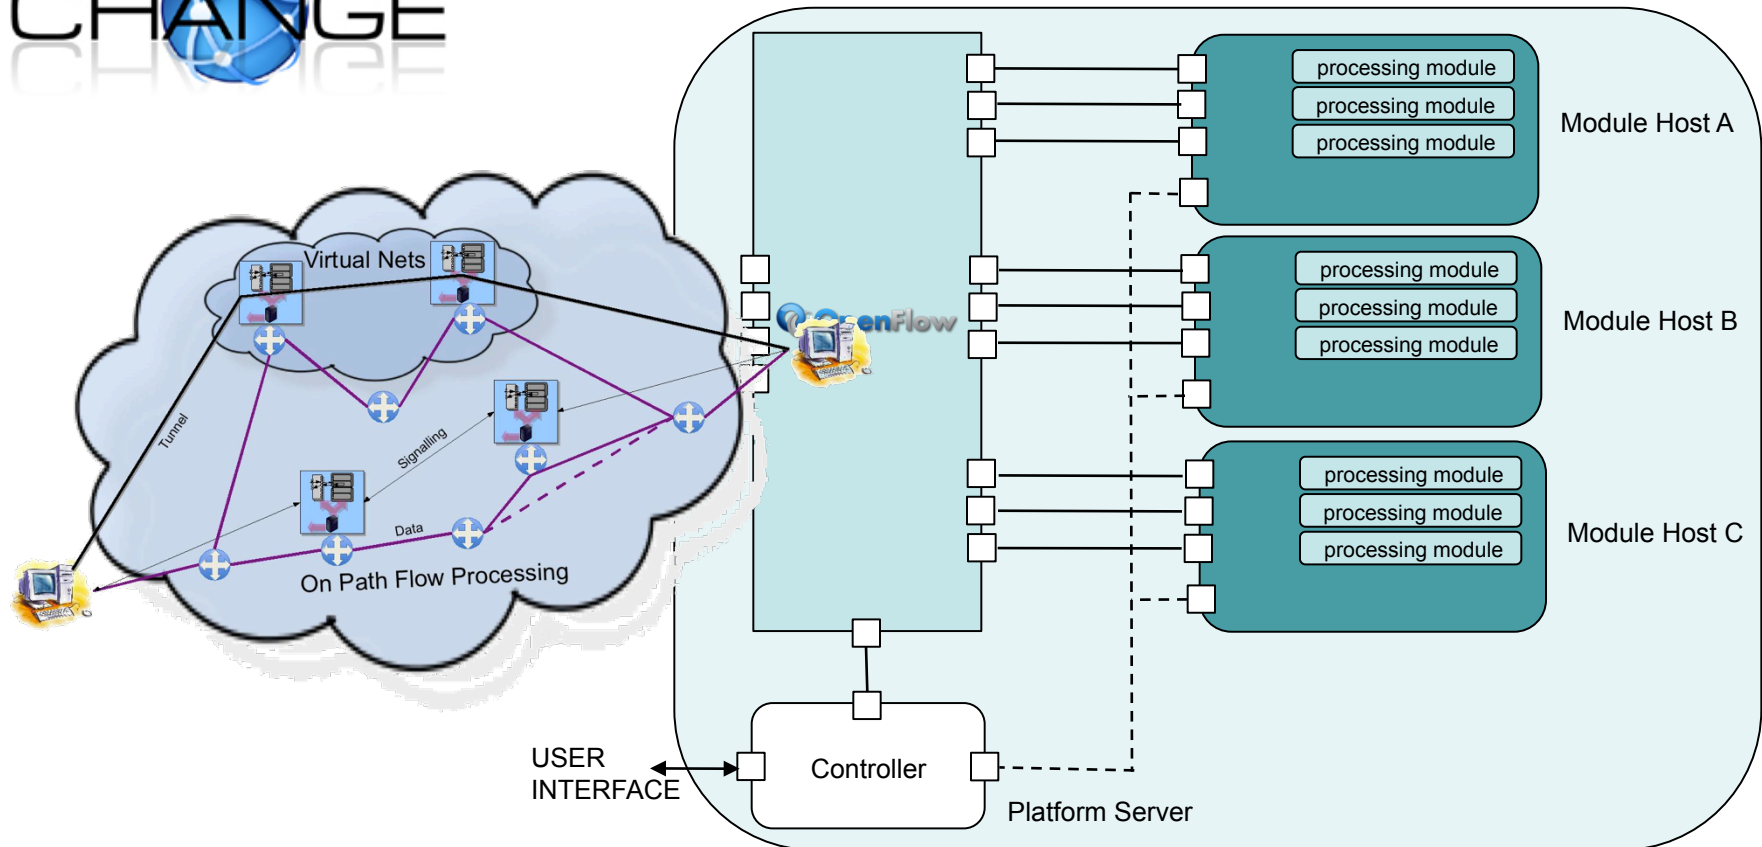 CHANGE
processing module
processing module
processing module
Module Host A
Virtual Nets
processing module
processing module
processing module
Module Host B
OpenFlow
Tunnel
Signalling
Data
On Path Flow Processing
processing module
processing module
processing module
Module Host C
USER
INTERFACE
Controller
Platform Server